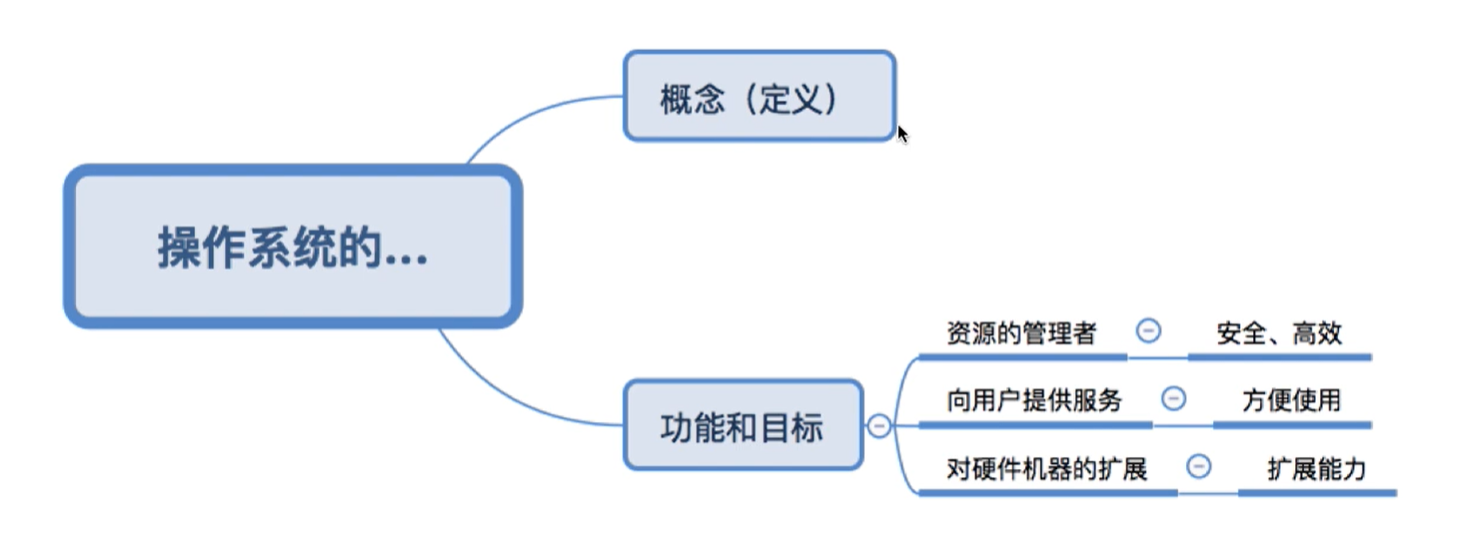 概念（定义）
操作系统的...
资源的管理者 安全、高效
向用户提供服务 方便使用
功能和目标
对硬件机器的扩展 扩展能力